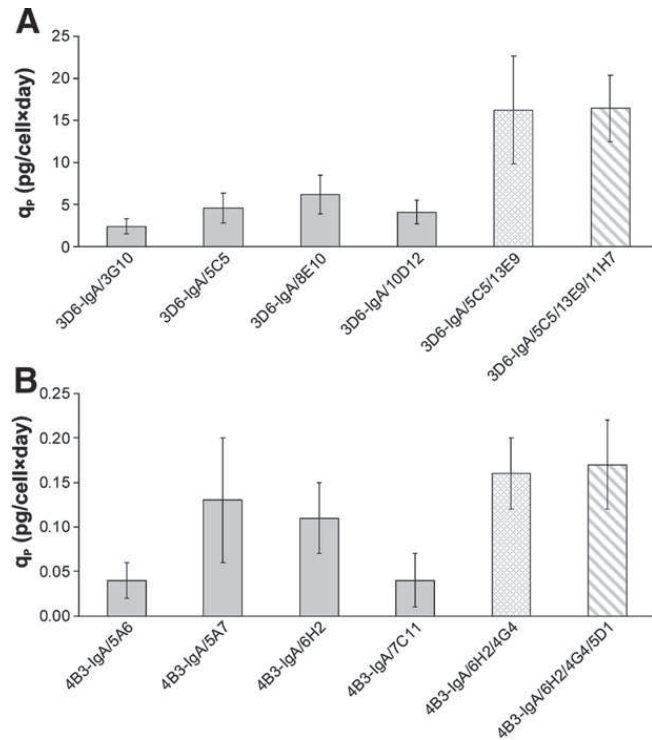 A
25
20
15
10
5
0
qP (pg/cell×day)
3D6-IgA/3G10
3D6-IgA/5C5
3D6-IgA/8E10
3D6-IgA/10D12
3D6-IgA/5C5/13E9
3D6-IgA/5C5/13E9/11H7
B
0.25
0.20
0.15
0.10
0.05
0.00
qP (pg/cell×day)
4B3-IgA/5A6
4B3-IgA/5A7
4B3-IgA/6H2
4B3-IgA/7C11
4B3-IgA/6H2/4G4
4B3-IgA/6H2/4G4/5D1